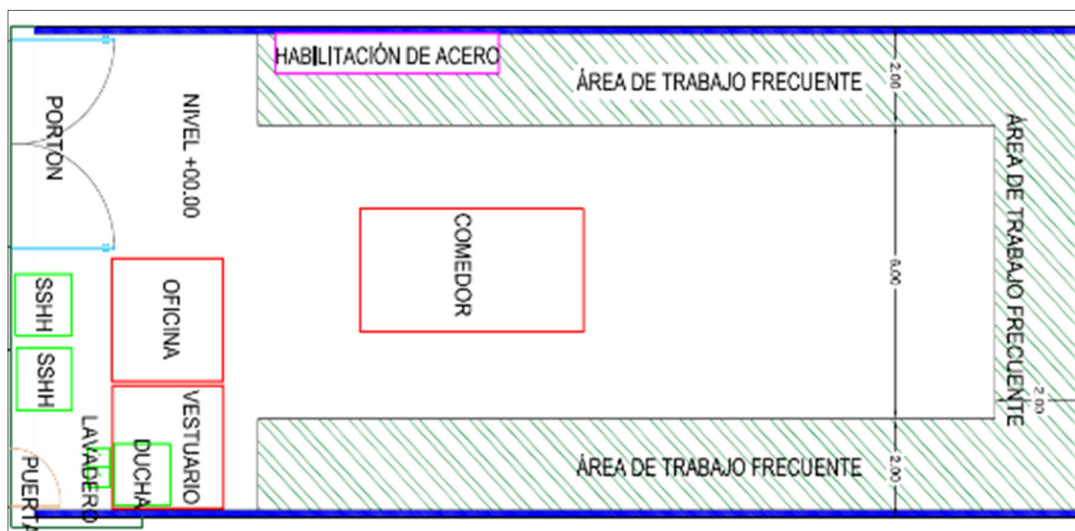 HABILITACIÓN DE ACERO
ÁREA DE TRABAJO FRECUENTE
2.00
PORTON
NIVEL +00.00
ÁREA DE TRABAJO FRECUENTE
COMEDOR
6.00
SSHH
OFICINA
SSHH
2.00
VESTUARIO
LAVADERO
DUCHA
PUERTA
ÁREA DE TRABAJO FRECUENTE
2.00